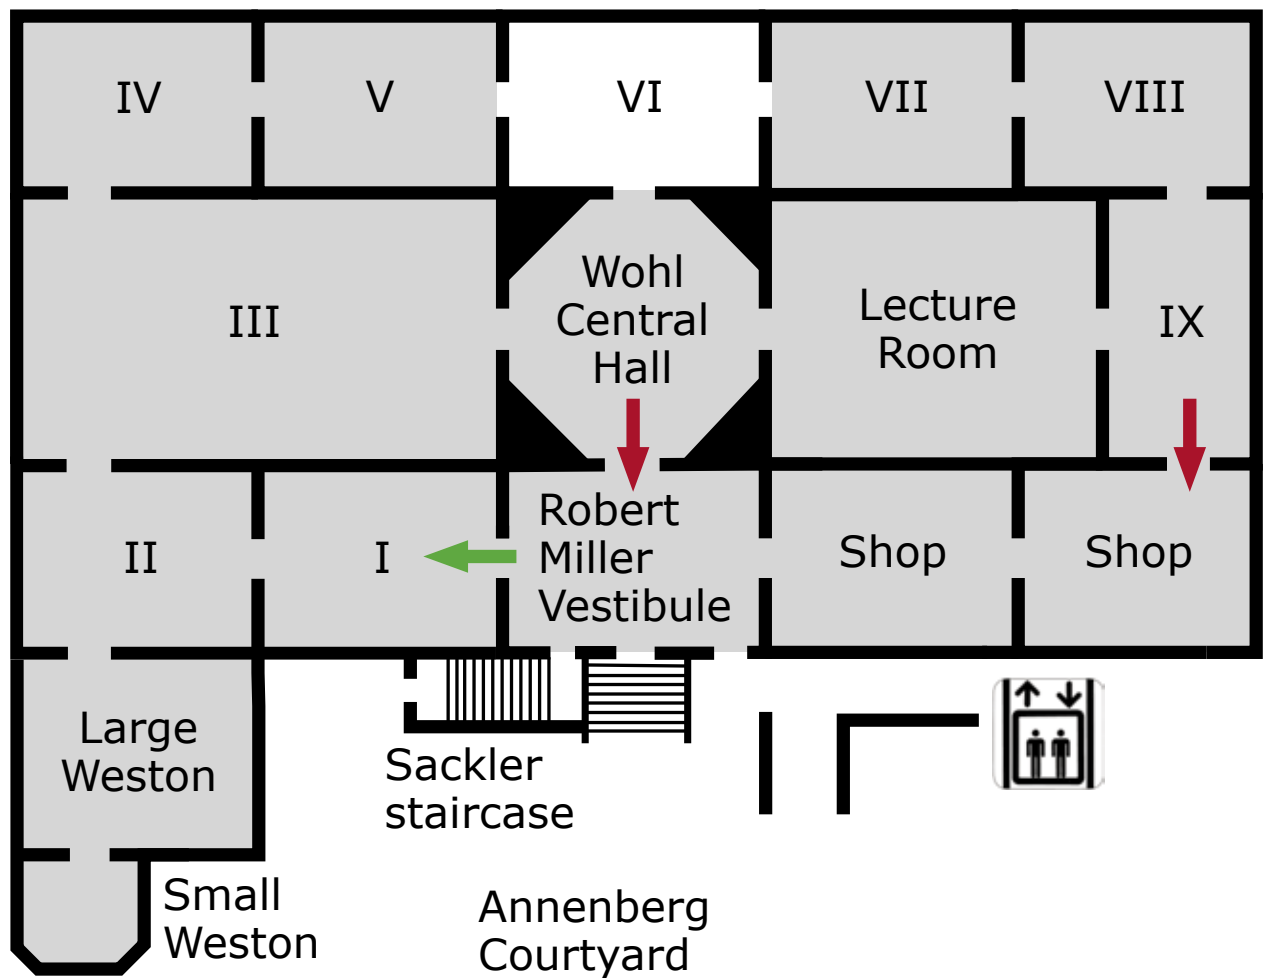 IV
V
VI
VII
VIII
III
Wohl
Central
Hall
Lecture
Room
IX
II
I
Robert
Miller
Vestibule
Shop
Shop
Large
Weston
Sackler
staircase
Small
Weston
Annenberg
Courtyard